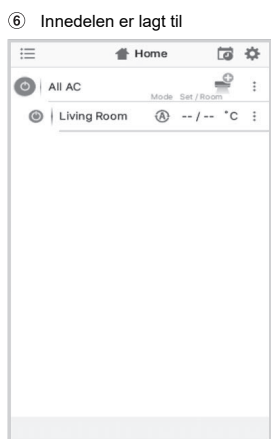 ⑥ Innedelen er lagt til
Home
All AC
Mode Set / Room
Living Room Ⓐ -- / -- °C